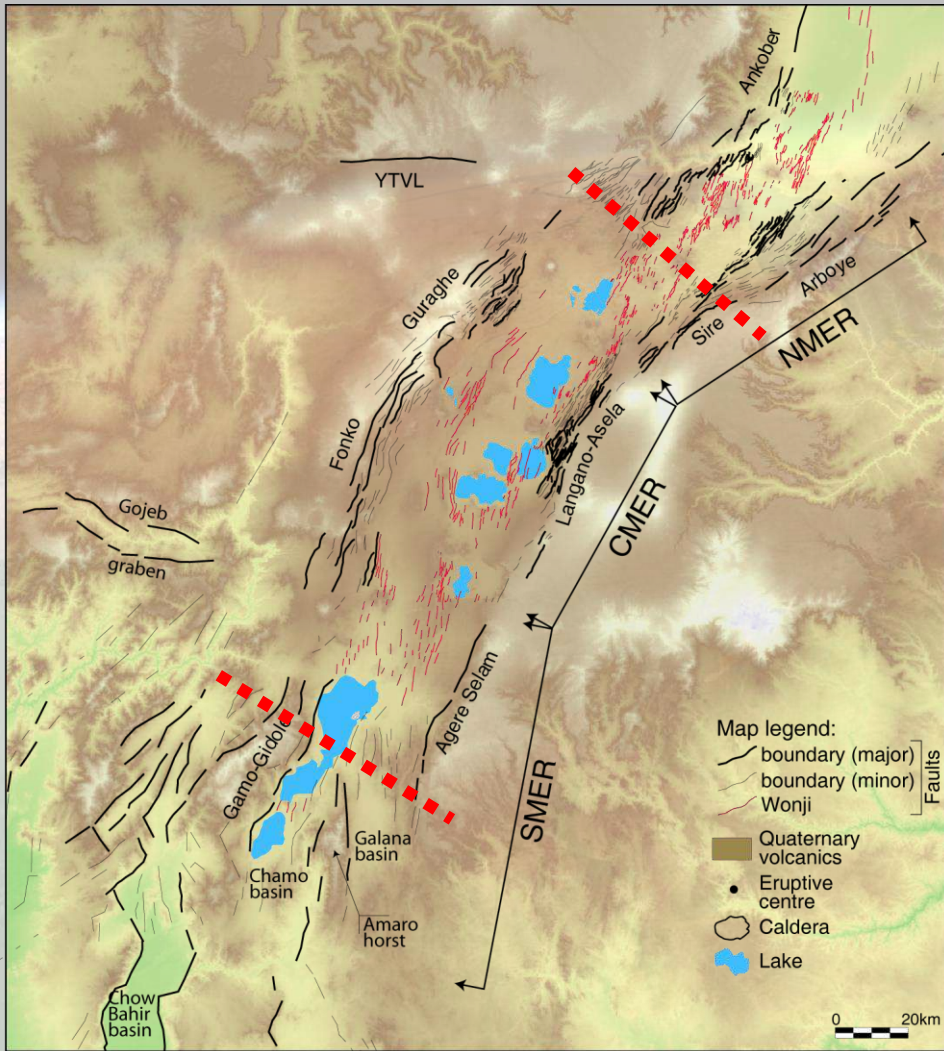 Ankober
YTVL
Guraghe
Arboye
Sire
NMER
Fonko
Langano-Asela
Gojeb
graben
CMER
Agere Selam
Gamo-Gidole
SMER
Galana
basin
Chamo
basin
Amaro
horst
Chow
Bahir
basin
Map legend:
boundary (major)
boundary (minor)
Wonji
Faults
Quaternary
volcanics
Eruptive
centre
Caldera
Lake
0 20km